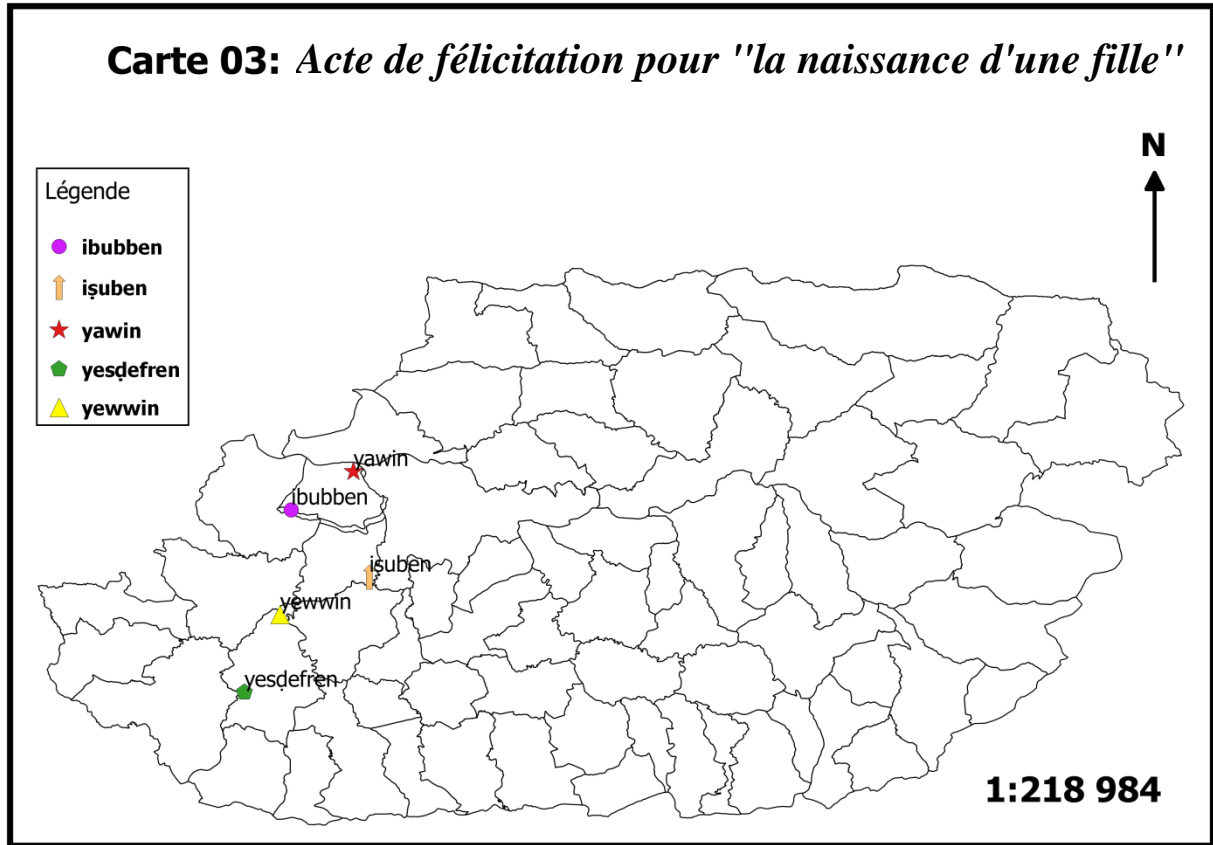 Carte 03: Acte de félicitation pour "la naissance d'une fille"
N
Légende
ibubben
iṣuben
yawin
yesḍefren
yewwin
yawin
ibubben
iṣuben
yewwin
yesḍefren
1:218 984